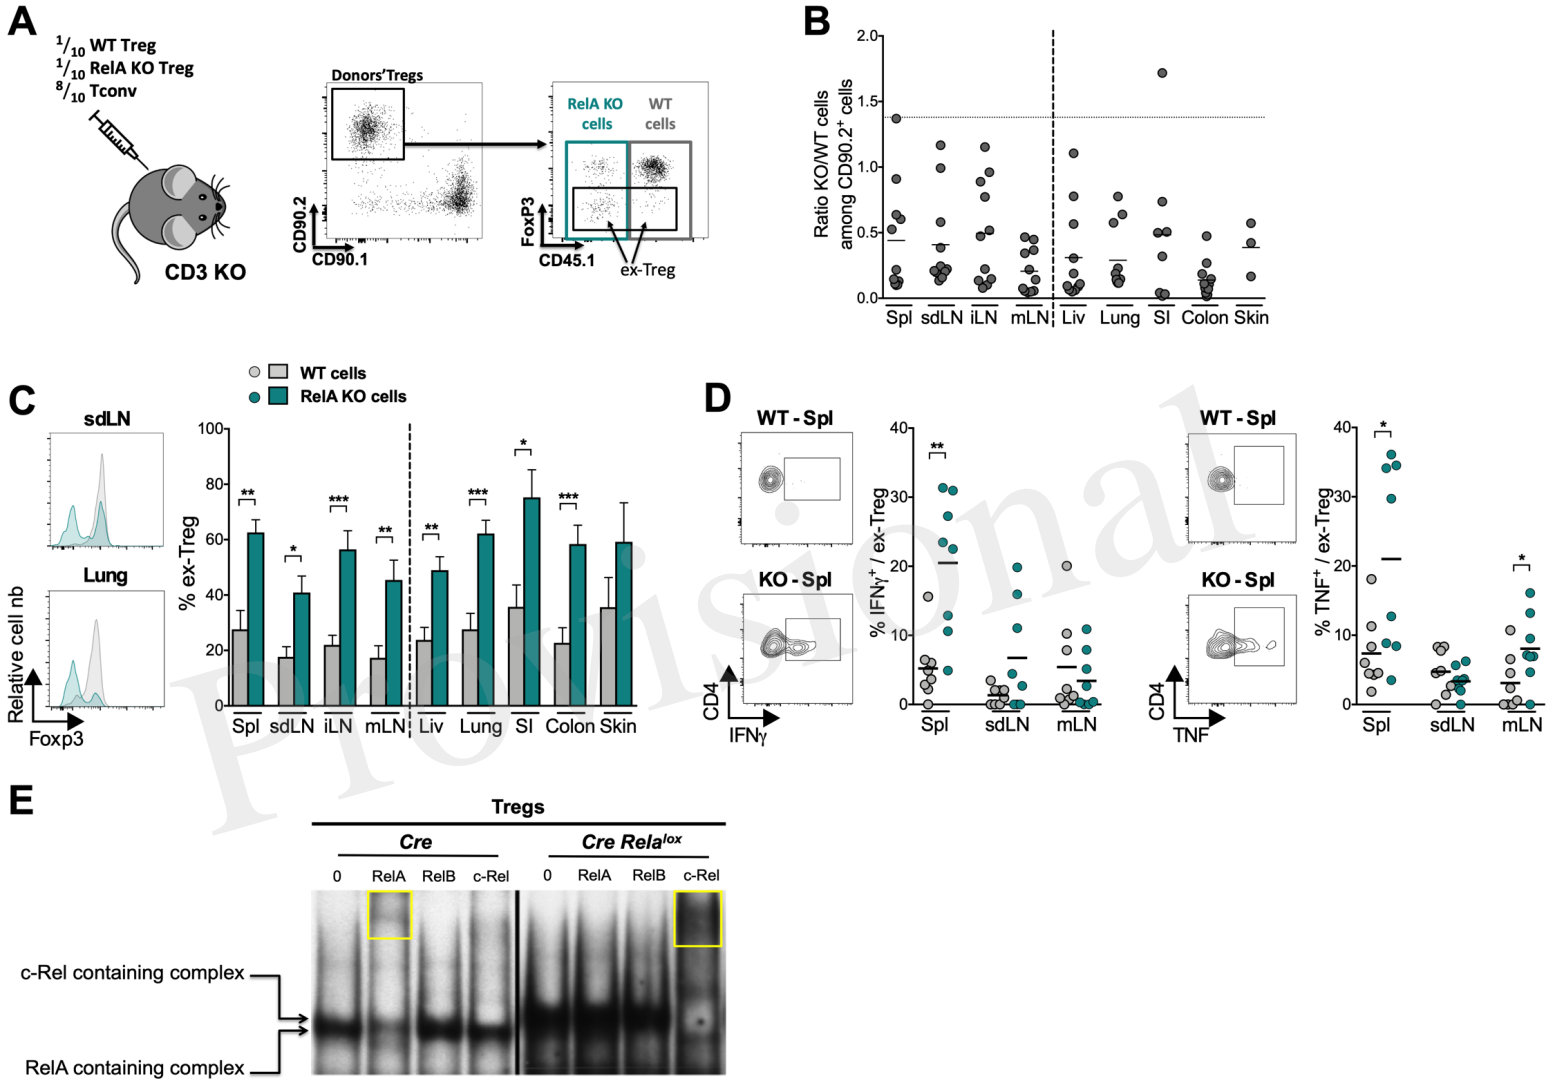 A
1/10 WT Treg
1/10 RelA KO Treg
8/10 Tconv
CD3 KO
Donors'Tregs
CD90.2
CD90.1
RelA KO cells
WT cells
FoxP3
CD45.1
ex-Treg
B
Ratio KO/WT cells
among CD90.2+ cells
2.0
1.5
1.0
0.5
0.0
Spl sdLN iLN mLN Liv Lung SI Colon Skin
C
WT cells
RelA KO cells
sdLN
Lung
Relative cell nb
Foxp3
% ex-Treg
100
80
60
40
20
0
** * *** ** ** *** * ***
Spl sdLN iLN mLN Liv Lung SI Colon Skin
D
WT - Spl
KO - Spl
CD4
IFNγ
% IFNγ+ / ex-Treg
40
30
20
10
0
**
Spl sdLN mLN
WT - Spl
KO - Spl
CD4
TNF
% TNF+ / ex-Treg
40
30
20
10
0
* *
Spl sdLN mLN
Provisional
E
Tregs
Cre Cre Relalox
0 RelA RelB c-Rel 0 RelA RelB c-Rel
c-Rel containing complex
RelA containing complex